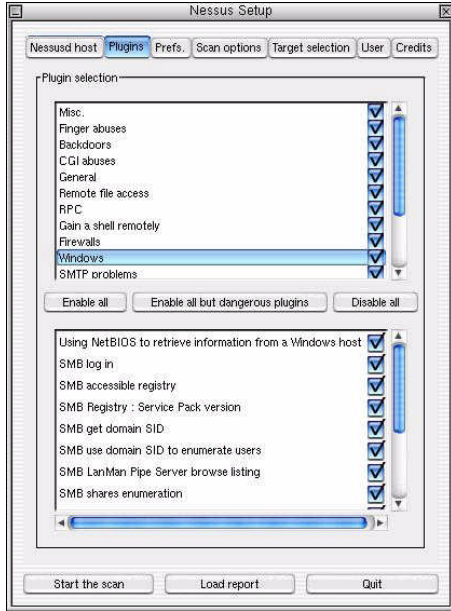 Nessus Setup
Nessusd host Plugins Prefs. Scan options Target selection User Credits
Plugin selection
Misc.
Finger abuses
Backdoors
CGI abuses
General
Remote file access
RPC
Gain a shell remotely
Firewalls
Windows
SMTP problems
Enable all Enable all but dangerous plugins Disable all
Using NetBIOS to retrieve information from a Windows host
SMB log in
SMB accessible registry
SMB Registry : Service Pack version
SMB get domain SID
SMB use domain SID to enumerate users
SMB LanMan Pipe Server browse listing
SMB shares enumeration
Start the scan Load report Quit